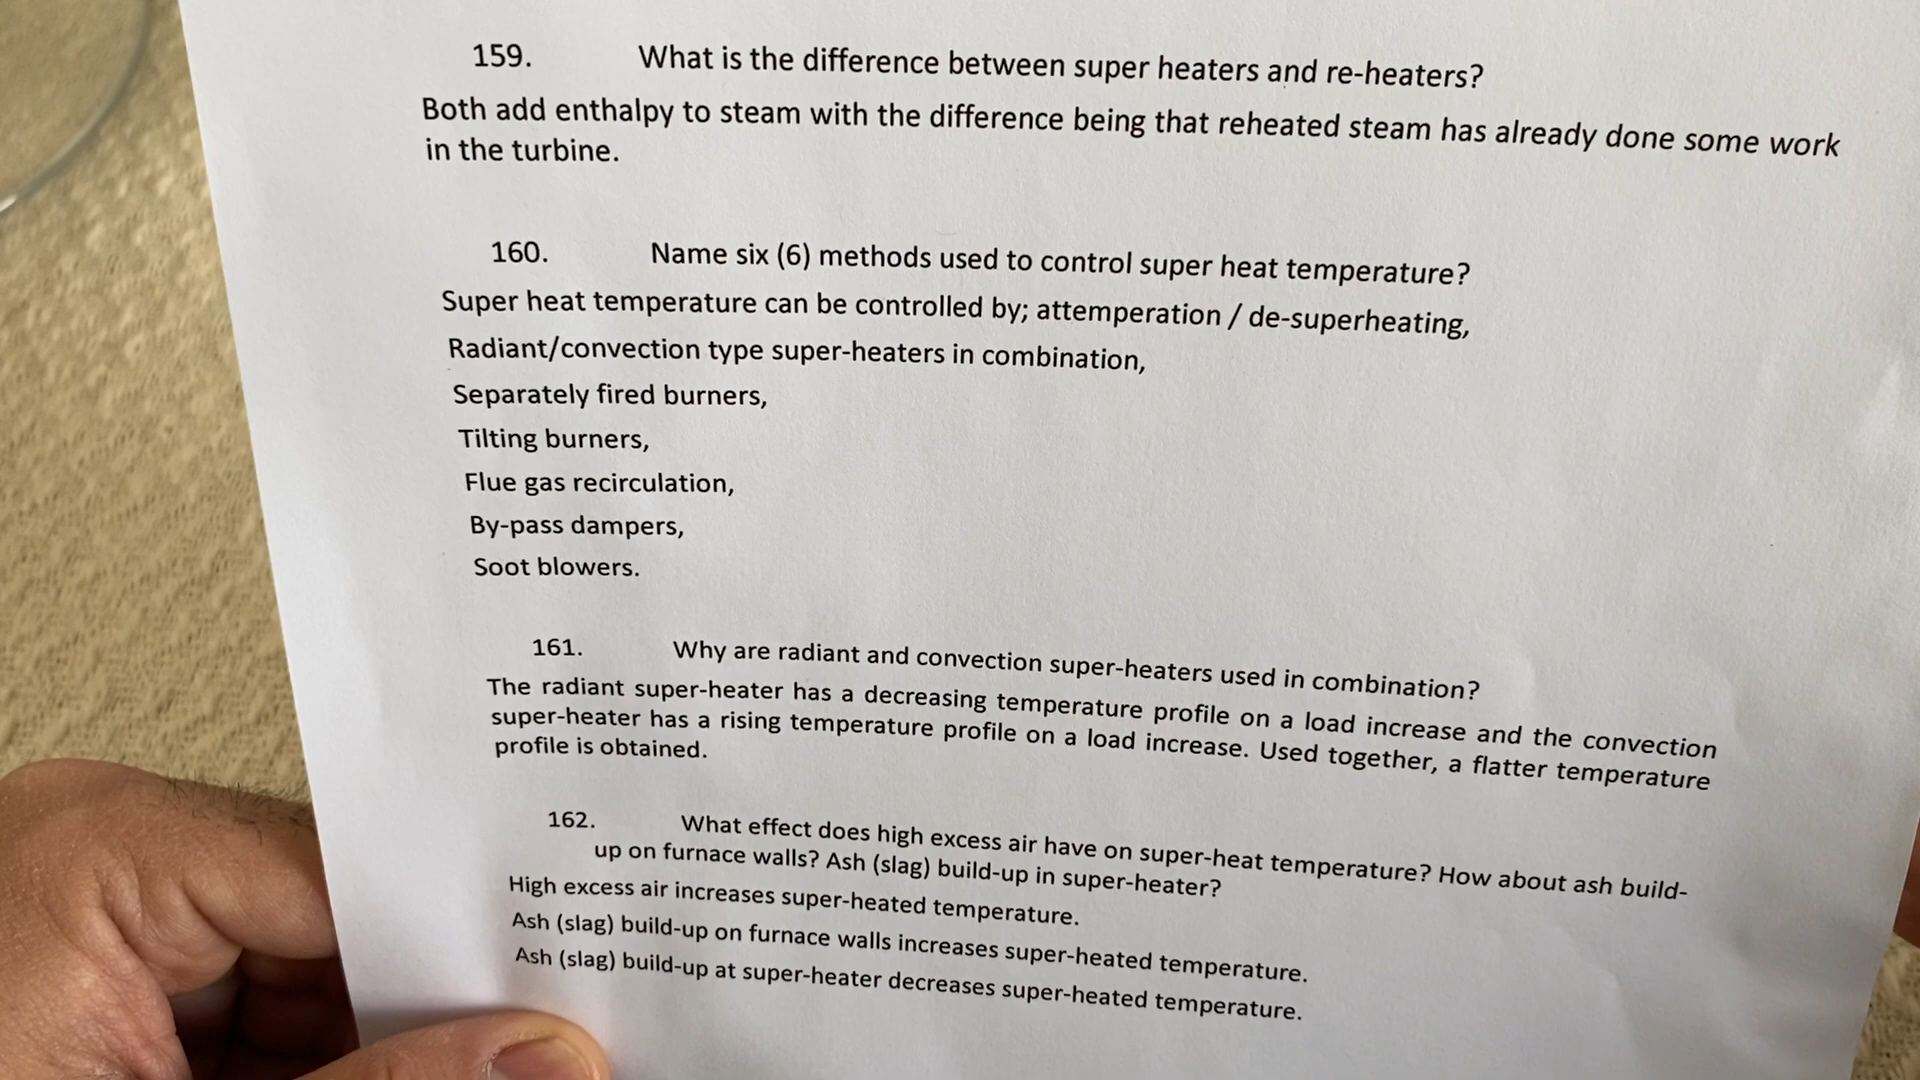 159. What is the difference between super heaters and re-heaters?
Both add enthalpy to steam with the difference being that reheated steam has already done some work
in the turbine.
160. Name six (6) methods used to control super heat temperature?
Super heat temperature can be controlled by; attemperation / de-superheating,
Radiant/convection type super-heaters in combination,
Separately fired burners,
Tilting burners,
Flue gas recirculation,
By-pass dampers,
Soot blowers.
161. Why are radiant and convection super-heaters used in combination?
The radiant super-heater has a decreasing temperature profile on a load increase and the convection
super-heater has a rising temperature profile on a load increase. Used together, a flatter temperature
profile is obtained.
162. What effect does high excess air have on super-heat temperature? How about ash build-
up on furnace walls? Ash (slag) build-up in super-heater?
High excess air increases super-heated temperature.
Ash (slag) build-up on furnace walls increases super-heated temperature.
Ash (slag) build-up at super-heater decreases super-heated temperature.